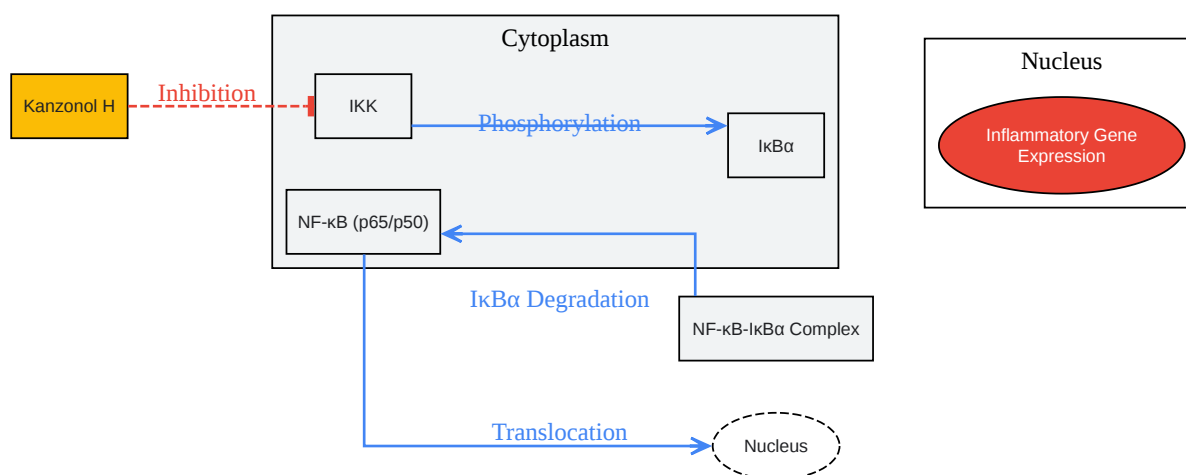 Cytoplasm
Nucleus
Kanzonol H
Inhibition
IKK
Phosphorylation
IκBα
Inflammatory Gene
Expression
NF-κB (p65/p50)
IκBα Degradation
NF-κB-IκBα Complex
Translocation
Nucleus